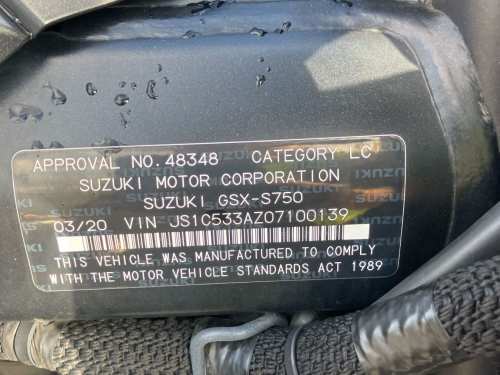 APPROVAL NO.48348 CATEGORY LC
SUZUKI MOTOR CORPORATION
SUZUKI GSX-S750
03/20 VIN JS1C533AZ07100139
THIS VEHICLE WAS MANUFACTURED TO COMPLY
WITH THE MOTOR VEHICLE STANDARDS ACT 1989